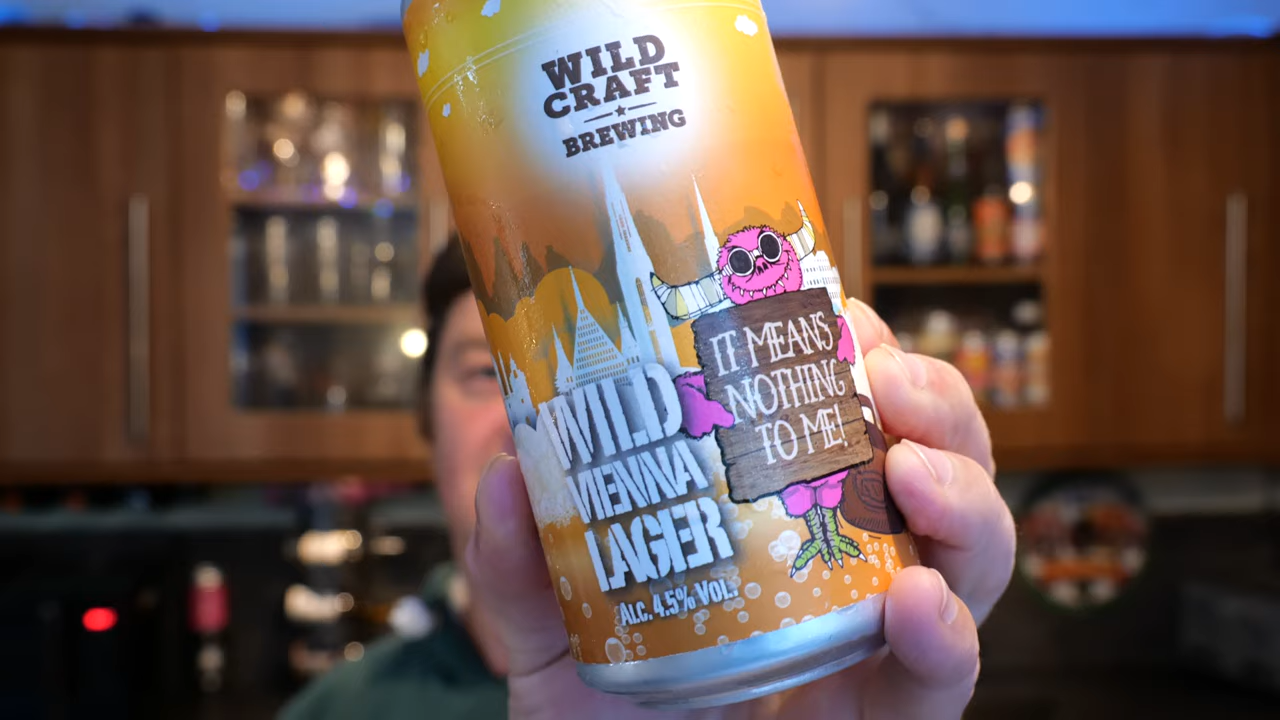 WILD
CRAFT
BREWING
IT MEANS
NOTHING
TO ME!
WILD
VIENNA
LAGER
ALC. 4.5% VOL.